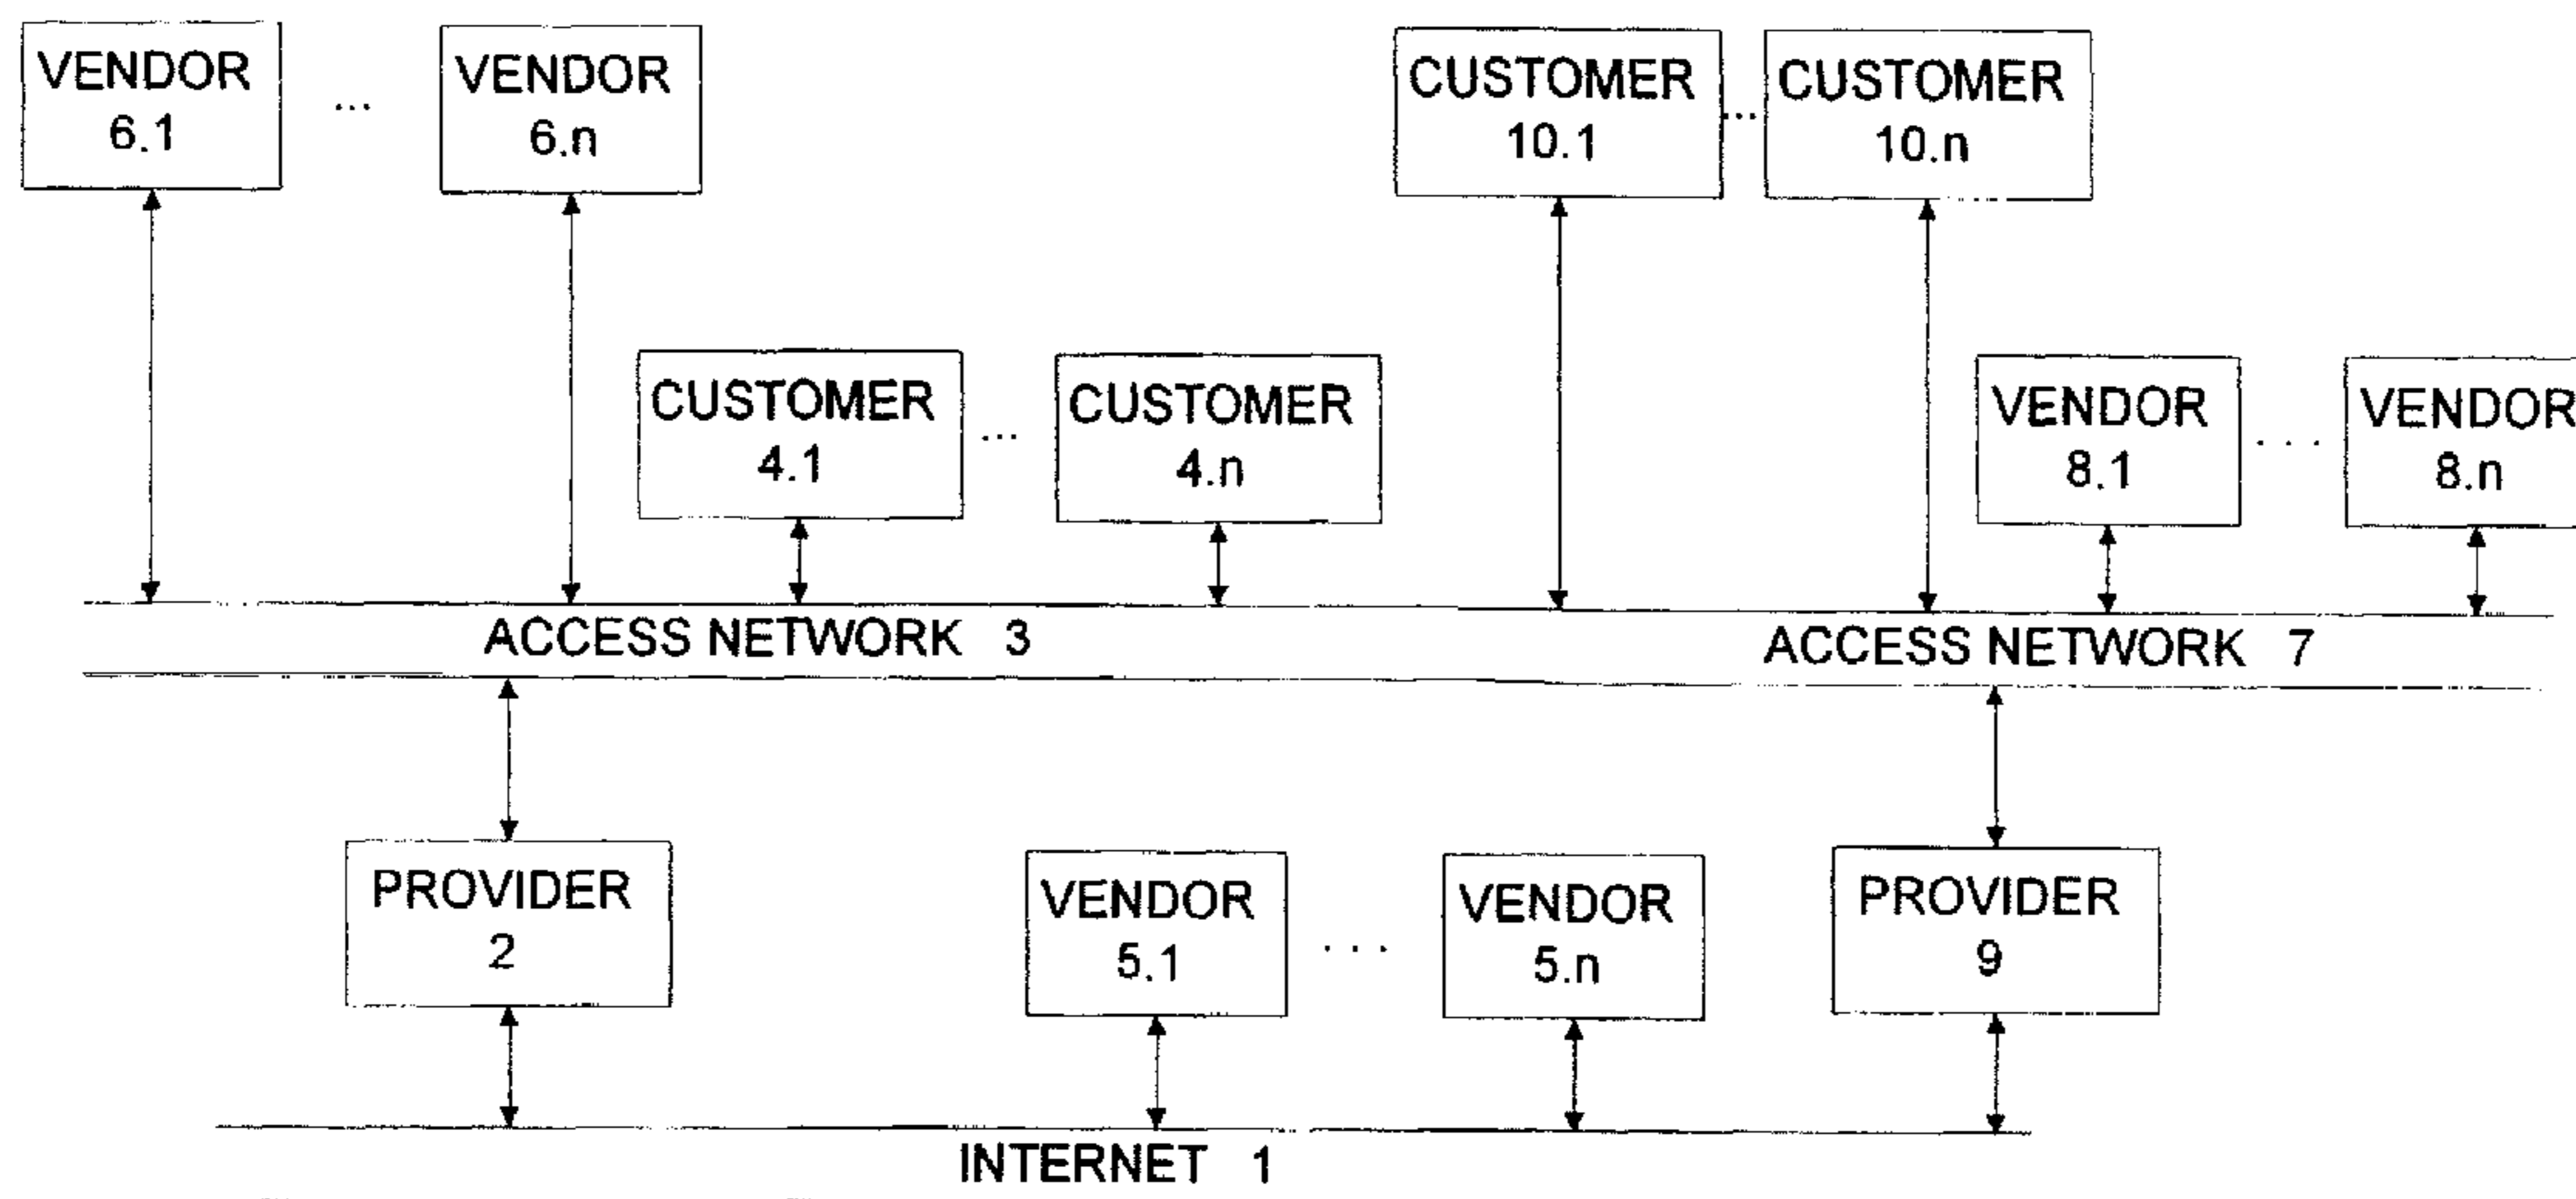 VENDOR
6.1
...
VENDOR
6.n
CUSTOMER
10.1
...
CUSTOMER
10.n
CUSTOMER
4.1
...
CUSTOMER
4.n
VENDOR
8.1
...
VENDOR
8.n
ACCESS NETWORK 3
ACCESS NETWORK 7
PROVIDER
2
VENDOR
5.1
...
VENDOR
5.n
PROVIDER
9
INTERNET 1